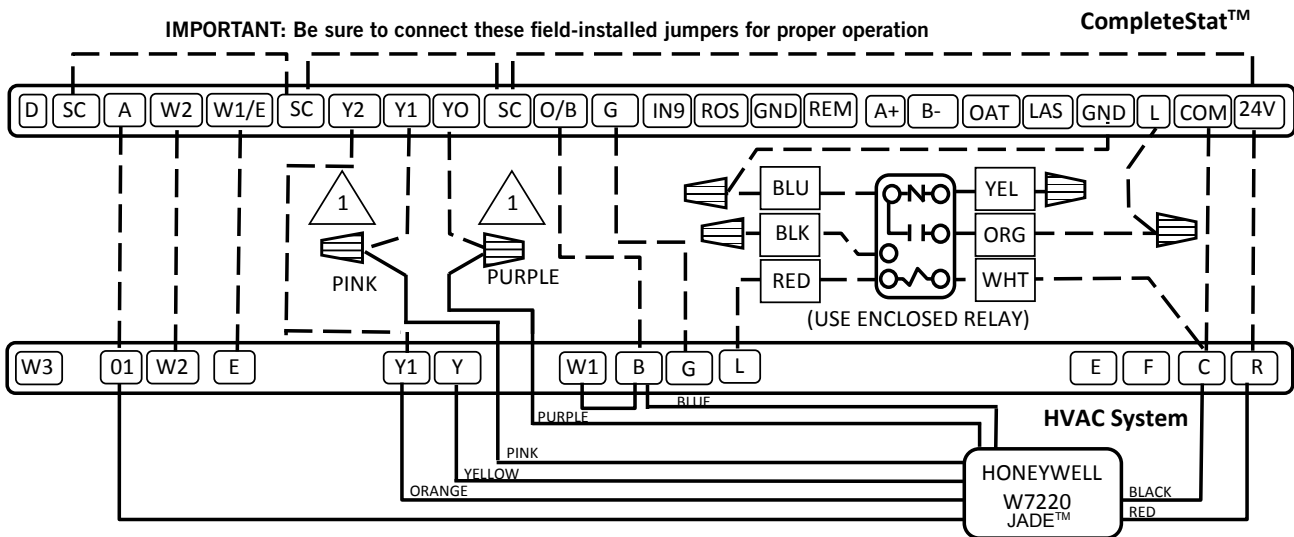 IMPORTANT: Be sure to connect these field-installed jumpers for proper operation
CompleteStat™
D SC A W2 W1/E SC Y2 Y1 YO SC O/B G IN9 ROS GND REM A+ B- OAT LAS GND L COM 24V
1 1
PINK PURPLE
BLU YEL
BLK ORG
RED WHT
(USE ENCLOSED RELAY)
W3 01 W2 E Y1 Y W1 B G L E F C R
BLUE
PURPLE
HVAC System
PINK
YELLOW
ORANGE
HONEYWELL
W7220
JADE™
BLACK
RED